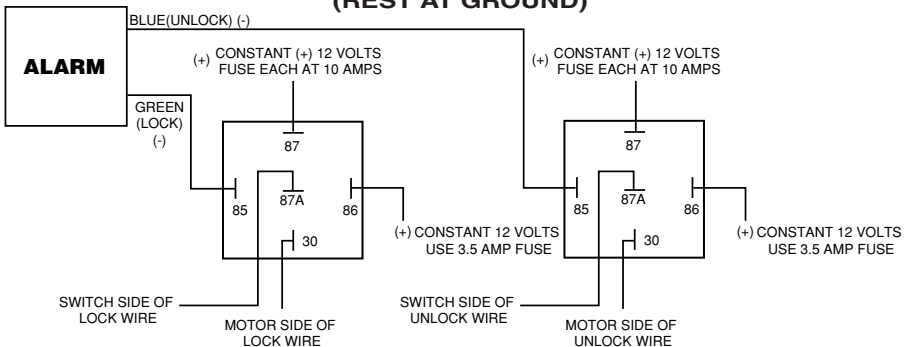 (REST AT GROUND)
BLUE(UNLOCK) (-)
ALARM
GREEN
(LOCK)
(-)
(+) CONSTANT (+) 12 VOLTS
FUSE EACH AT 10 AMPS
87
87A
85
86
30
(+) CONSTANT 12 VOLTS
USE 3.5 AMP FUSE
SWITCH SIDE OF
LOCK WIRE
MOTOR SIDE OF
LOCK WIRE
(+) CONSTANT (+) 12 VOLTS
FUSE EACH AT 10 AMPS
87
87A
85
86
30
(+) CONSTANT 12 VOLTS
USE 3.5 AMP FUSE
SWITCH SIDE OF
UNLOCK WIRE
MOTOR SIDE OF
UNLOCK WIRE